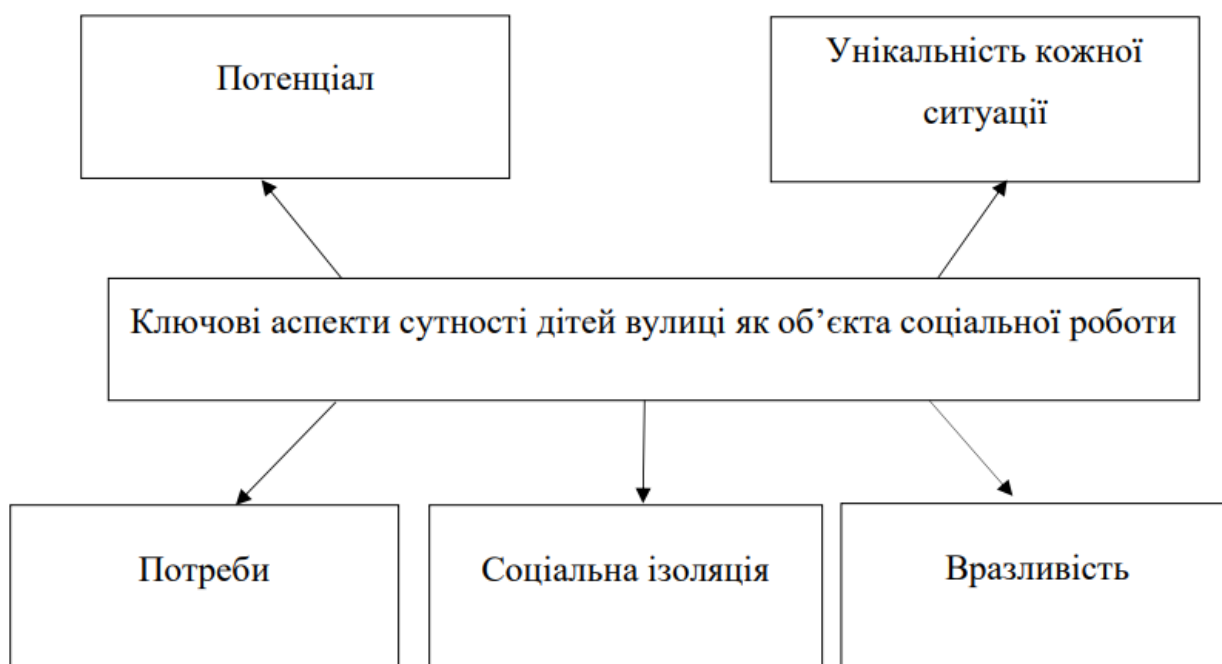 Потенціал
Унікальність кожної
ситуації
Ключові аспекти сутності дітей вулиці як об’єкта соціальної роботи
Потреби
Соціальна ізоляція
Вразливість